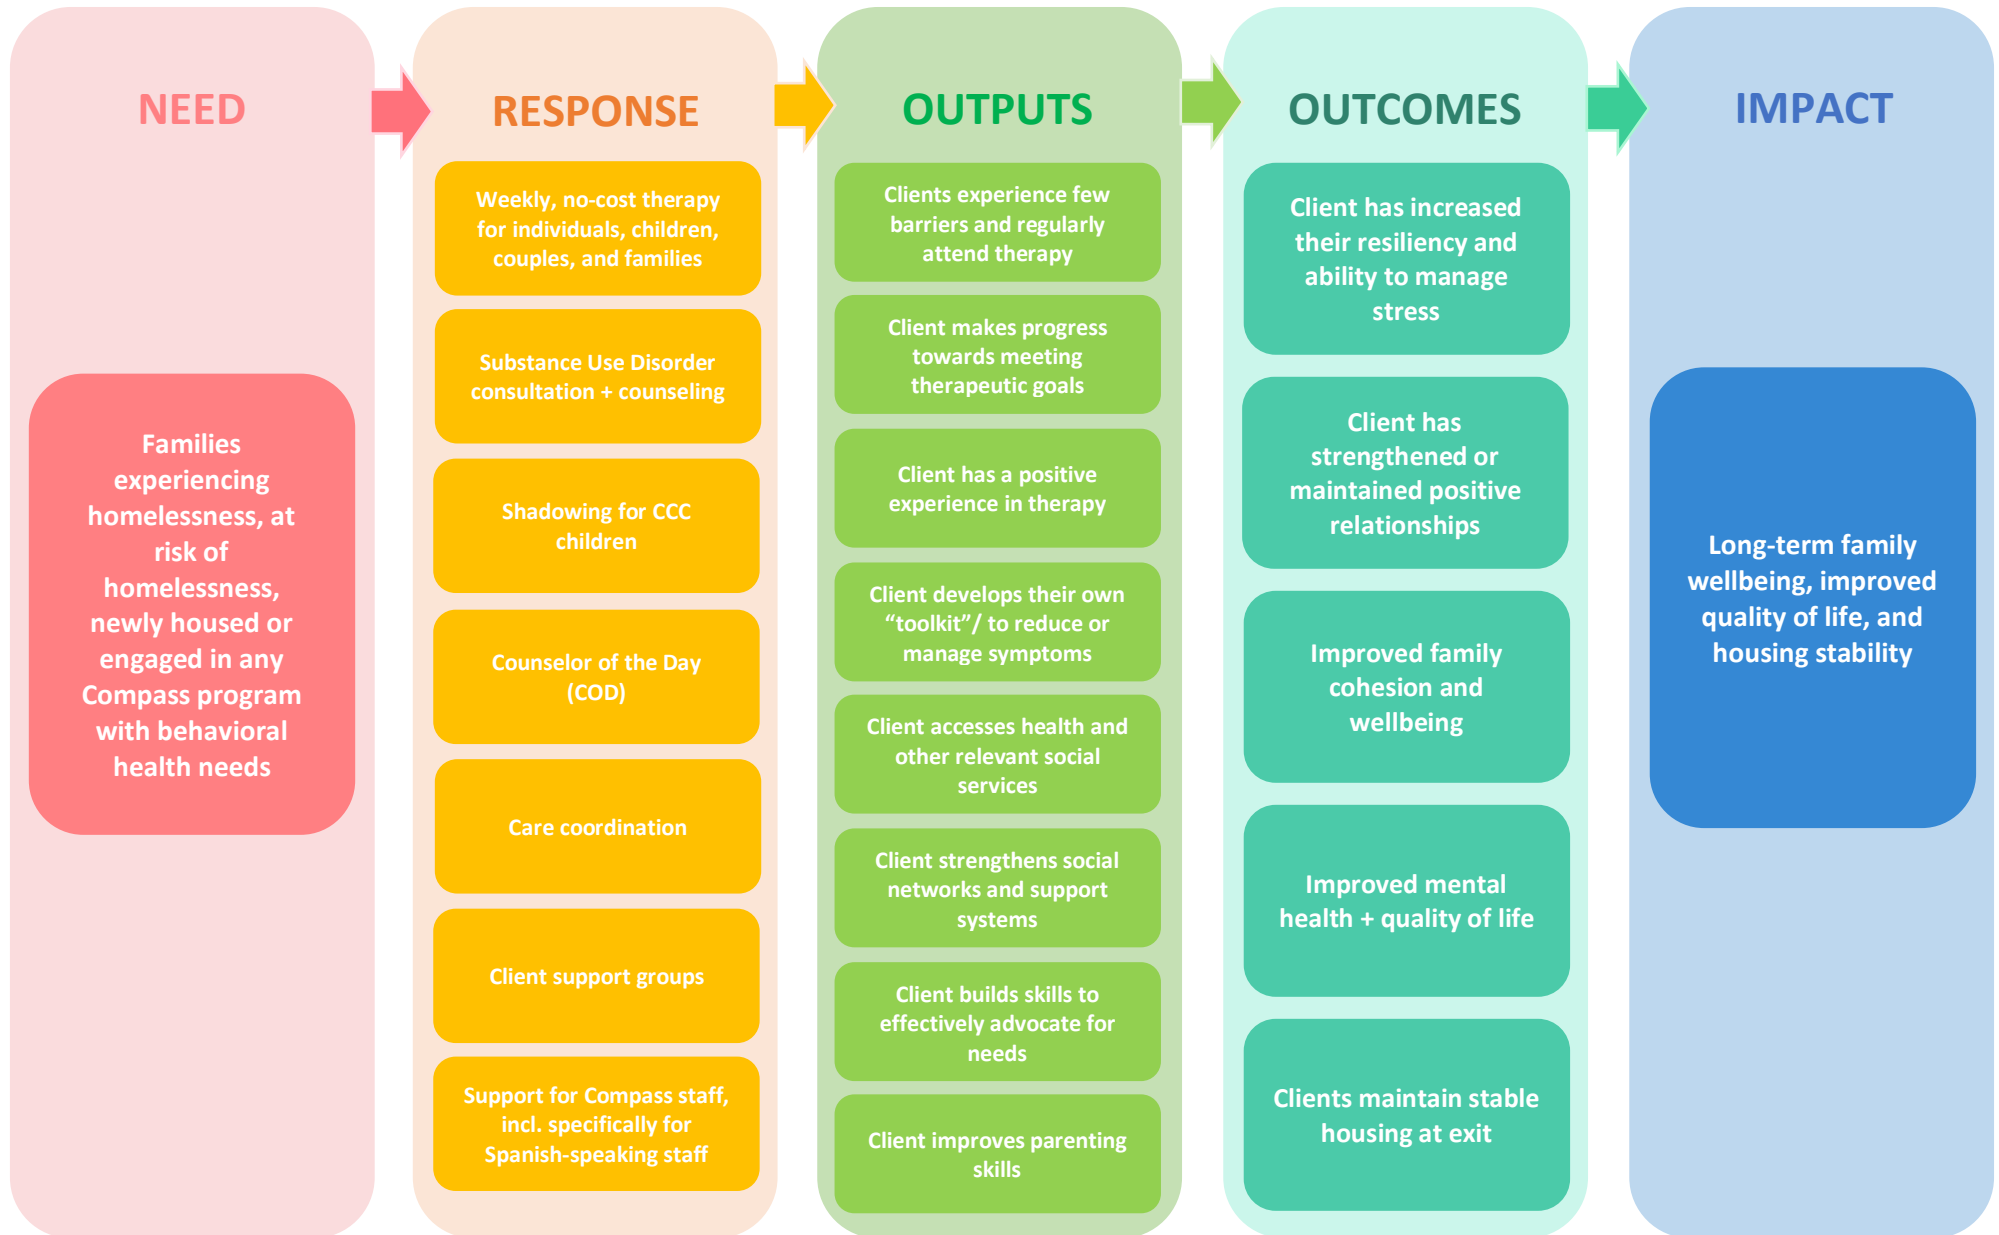 NEED
Families
experiencing
homelessness, at
risk of
homelessness,
newly housed or
engaged in any
Compass program
with behavioral
health needs
RESPONSE
Weekly, no-cost therapy
for individuals, children,
couples, and families
Substance Use Disorder
consultation + counseling
Shadowing for CCC
children
Counselor of the Day
(COD)
Care coordination
Client support groups
Support for Compass staff,
incl. specifically for
Spanish-speaking staff
OUTPUTS
Clients experience few
barriers and regularly
attend therapy
Client makes progress
towards meeting
therapeutic goals
Client has a positive
experience in therapy
Client develops their own
“toolkit”/ to reduce or
manage symptoms
Client accesses health and
other relevant social
services
Client strengthens social
networks and support
systems
Client builds skills to
effectively advocate for
needs
Client improves parenting
skills
OUTCOMES
Client has increased
their resiliency and
ability to manage
stress
Client has
strengthened or
maintained positive
relationships
Improved family
cohesion and
wellbeing
Improved mental
health + quality of life
Clients maintain stable
housing at exit
IMPACT
Long-term family
wellbeing, improved
quality of life, and
housing stability